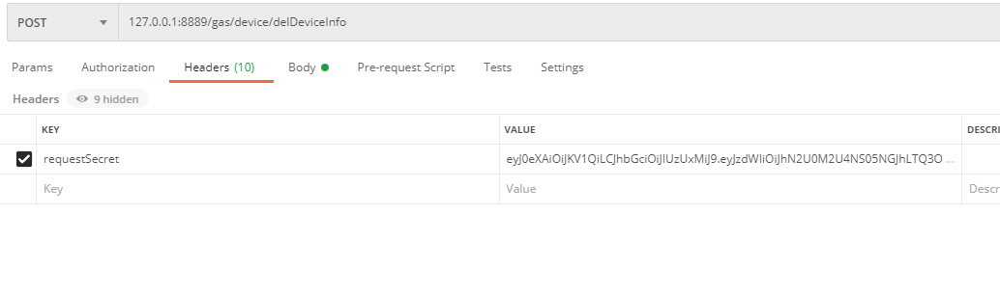 POST 127.0.0.1:8889/gas/device/delDeviceInfo
Params Authorization Headers (10) Body Pre-request Script Tests Settings
Headers 9 hidden
KEY VALUE DESCRI
requestSecret eyJ0eXAiOiJKV1QiLCJhbGciOiJIUzUxMiJ9.eyJzdWIiOiJhN2U0M2U4NS05NGJhLTQ3O ...
Key Value Descr